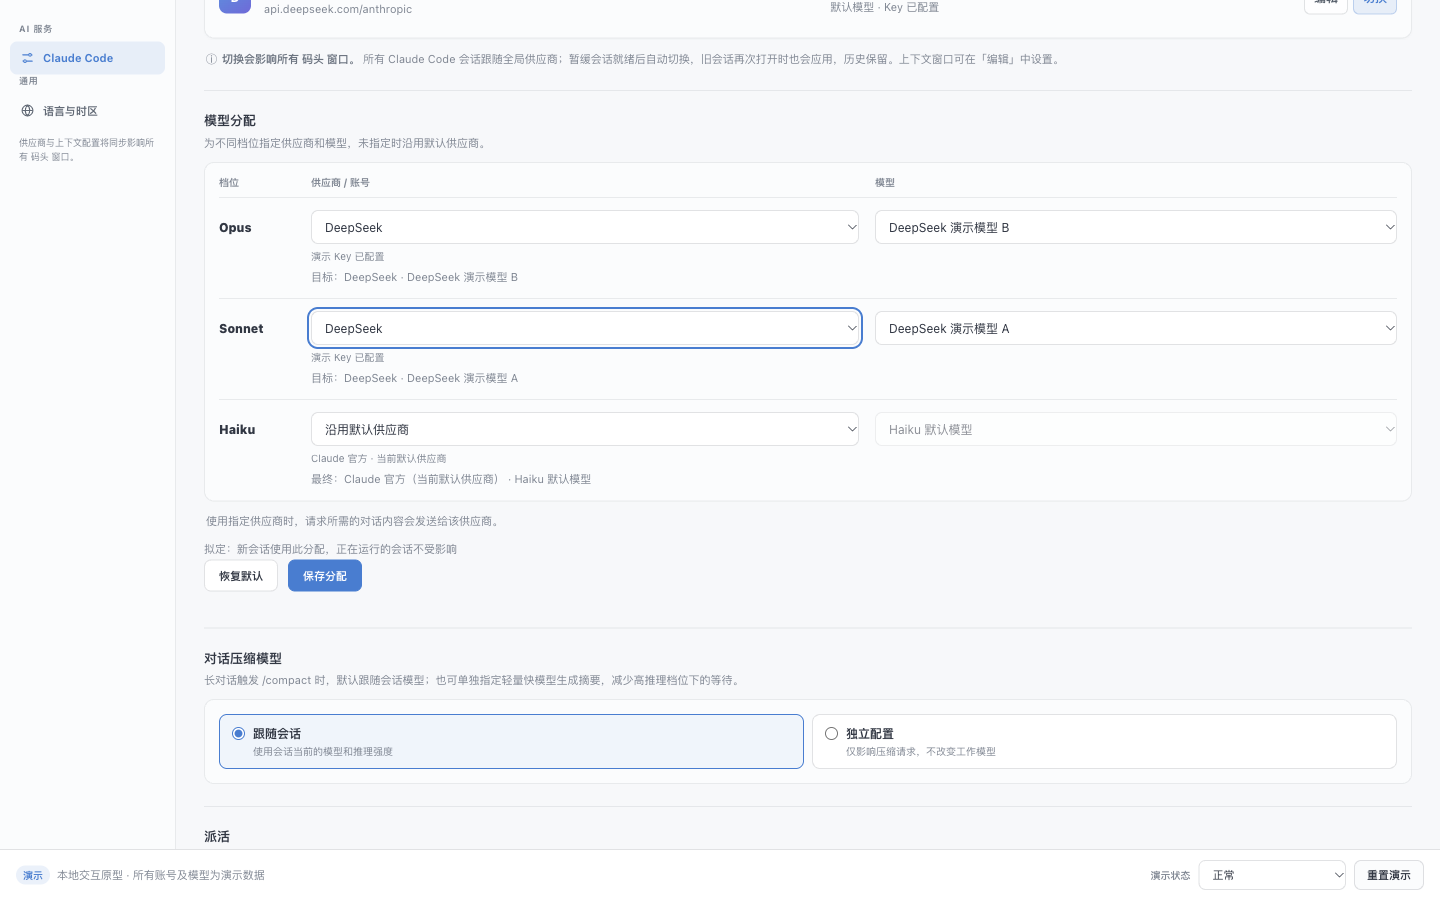 api.deepseek.com/anthropic
默认模型 · Key 已配置
AI 服务
Claude Code
通用
语言与时区
供应商与上下文配置将同步影响所
有 码头 窗口。
切换会影响所有 码头 窗口。 所有 Claude Code 会话跟随全局供应商；暂缓会话就绪后自动切换，旧会话再次打开时也会应用，历史保留。上下文窗口可在「编辑」中设置。
模型分配
为不同档位指定供应商和模型，未指定时沿用默认供应商。
档位 供应商 / 账号 模型
Opus DeepSeek DeepSeek 演示模型 B
演示 Key 已配置
目标：DeepSeek · DeepSeek 演示模型 B
Sonnet DeepSeek DeepSeek 演示模型 A
演示 Key 已配置
目标：DeepSeek · DeepSeek 演示模型 A
Haiku 沿用默认供应商 Haiku 默认模型
Claude 官方 · 当前默认供应商
最终：Claude 官方（当前默认供应商） · Haiku 默认模型
使用指定供应商时，请求所需的对话内容会发送给该供应商。
拟定：新会话使用此分配，正在运行的会话不受影响
恢复默认 保存分配
对话压缩模型
长对话触发 /compact 时，默认跟随会话模型；也可单独指定轻量快模型生成摘要，减少高推理档位下的等待。
跟随会话
使用会话当前的模型和推理强度
独立配置
仅影响压缩请求，不改变工作模型
派活
演示 本地交互原型 · 所有账号及模型为演示数据
演示状态 正常 重置演示